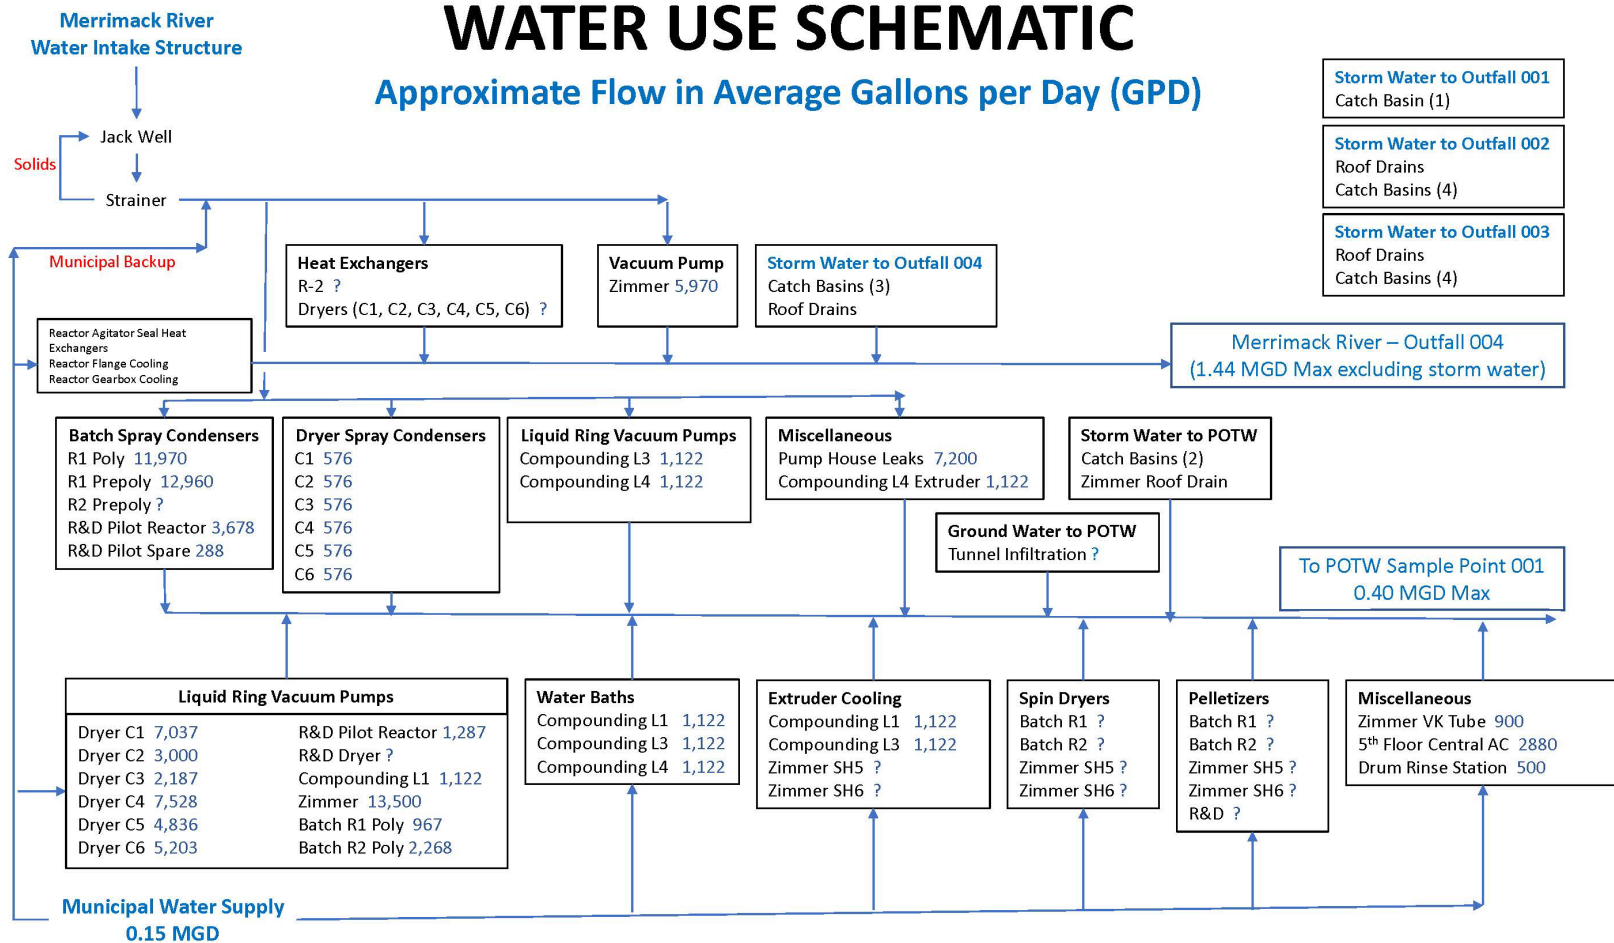 WATER USE SCHEMATIC
Approximate Flow in Average Gallons per Day (GPD)
Merrimack River
Water Intake Structure
Jack Well
Solids
Strainer
Municipal Backup
Storm Water to Outfall 001
Catch Basin (1)
Storm Water to Outfall 002
Roof Drains
Catch Basins (4)
Storm Water to Outfall 003
Roof Drains
Catch Basins (4)
Heat Exchangers
R-2 ?
Dryers (C1, C2, C3, C4, C5, C6) ?
Vacuum Pump
Zimmer 5,970
Storm Water to Outfall 004
Catch Basins (3)
Roof Drains
Reactor Agitator Seal Heat
Exchangers
Reactor Flange Cooling
Reactor Gearbox Cooling
Merrimack River – Outfall 004
(1.44 MGD Max excluding storm water)
Batch Spray Condensers
R1 Poly 11,970
R1 Prepoly 12,960
R2 Prepoly ?
R&D Pilot Reactor 3,678
R&D Pilot Spare 288
Dryer Spray Condensers
C1 576
C2 576
C3 576
C4 576
C5 576
C6 576
Liquid Ring Vacuum Pumps
Compounding L3 1,122
Compounding L4 1,122
Miscellaneous
Pump House Leaks 7,200
Compounding L4 Extruder 1,122
Storm Water to POTW
Catch Basins (2)
Zimmer Roof Drain
Ground Water to POTW
Tunnel Infiltration ?
To POTW Sample Point 001
0.40 MGD Max
Liquid Ring Vacuum Pumps
Dryer C1 7,037
Dryer C2 3,000
Dryer C3 2,187
Dryer C4 7,528
Dryer C5 4,836
Dryer C6 5,203
R&D Pilot Reactor 1,287
R&D Dryer ?
Compounding L1 1,122
Zimmer 13,500
Batch R1 Poly 967
Batch R2 Poly 2,268
Water Baths
Compounding L1 1,122
Compounding L3 1,122
Compounding L4 1,122
Extruder Cooling
Compounding L1 1,122
Compounding L3 1,122
Zimmer SH5 ?
Zimmer SH6 ?
Spin Dryers
Batch R1 ?
Batch R2 ?
Zimmer SH5 ?
Zimmer SH6 ?
Pelletizers
Batch R1 ?
Batch R2 ?
Zimmer SH5 ?
Zimmer SH6 ?
R&D ?
Miscellaneous
Zimmer VK Tube 900
5th Floor Central AC 2880
Drum Rinse Station 500
Municipal Water Supply
0.15 MGD